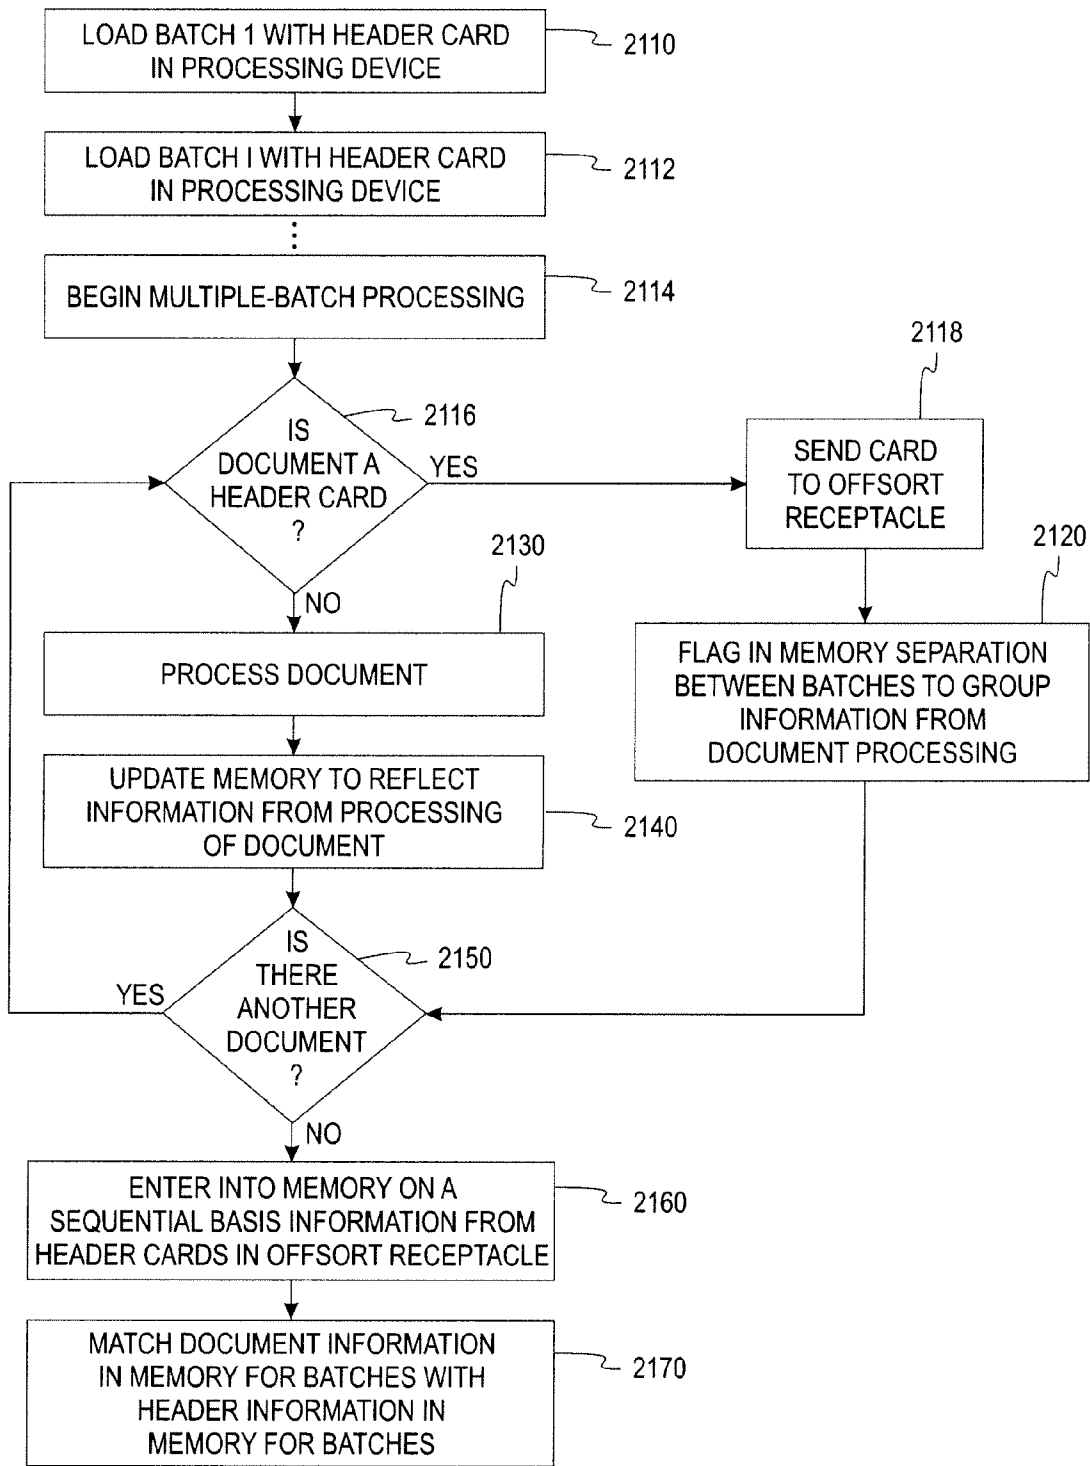 LOAD BATCH 1 WITH HEADER CARD
IN PROCESSING DEVICE
2110
LOAD BATCH I WITH HEADER CARD
IN PROCESSING DEVICE
2112
BEGIN MULTIPLE-BATCH PROCESSING
2114
2116
IS
DOCUMENT A
HEADER CARD
?
YES
2118
SEND CARD
TO OFFSORT
RECEPTACLE
NO
2130
PROCESS DOCUMENT
2120
FLAG IN MEMORY SEPARATION
BETWEEN BATCHES TO GROUP
INFORMATION FROM
DOCUMENT PROCESSING
UPDATE MEMORY TO REFLECT
INFORMATION FROM PROCESSING
OF DOCUMENT
2140
IS
THERE
ANOTHER
DOCUMENT
?
2150
YES
NO
ENTER INTO MEMORY ON A
SEQUENTIAL BASIS INFORMATION FROM
HEADER CARDS IN OFFSORT RECEPTACLE
2160
MATCH DOCUMENT INFORMATION
IN MEMORY FOR BATCHES WITH
HEADER INFORMATION IN
MEMORY FOR BATCHES
2170